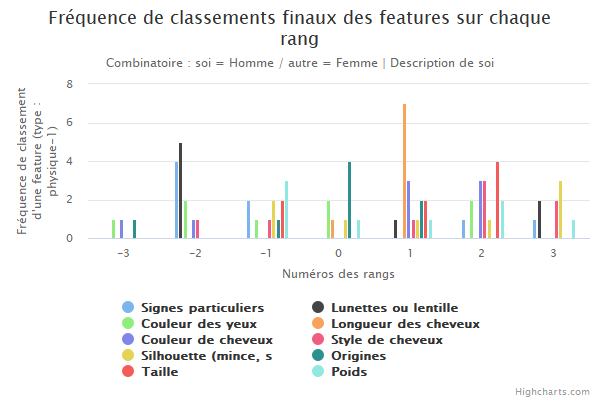 Fréquence de classements finaux des features sur chaque
rang
Combinatoire : soi = Homme / autre = Femme | Description de soi
Fréquence de classement
d'une feature (type :
physique-1)
8
6
4
2
0
−3 −2 −1 0 1 2 3
Numéros des rangs
Signes particuliers Lunettes ou lentille
Couleur des yeux Longueur des cheveux
Couleur de cheveux Style de cheveux
Silhouette (mince, s Origines
Taille Poids
Highcharts.com